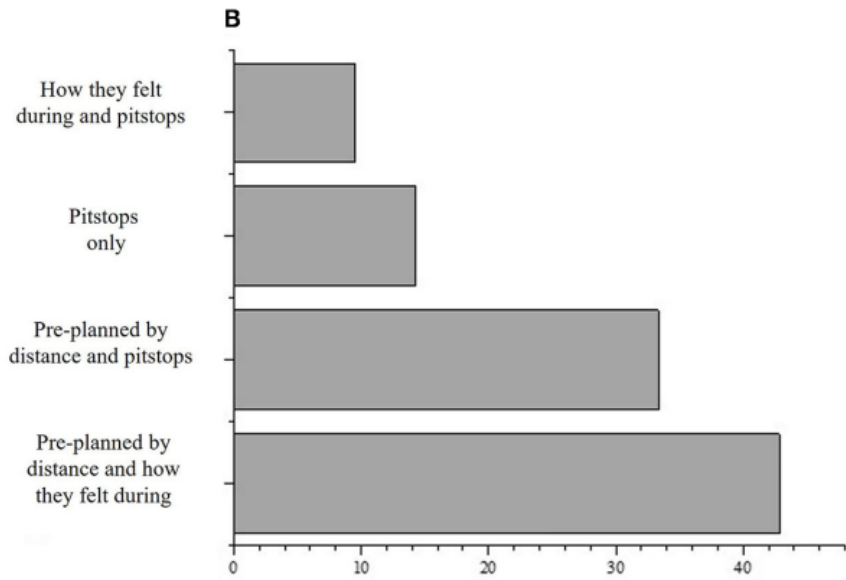 B
How they felt
during and pitstops
Pitstops
only
Pre-planned by
distance and pitstops
Pre-planned by
distance and how
they felt during
0 10 20 30 40